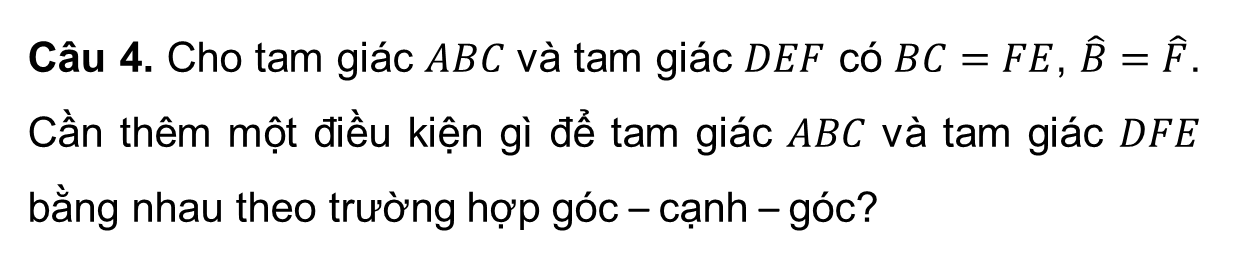 Câu 4. Cho tam giác ABC và tam giác DEF có BC = FE, B̂ = F̂.
Cần thêm một điều kiện gì để tam giác ABC và tam giác DFE
bằng nhau theo trường hợp góc – cạnh – góc?